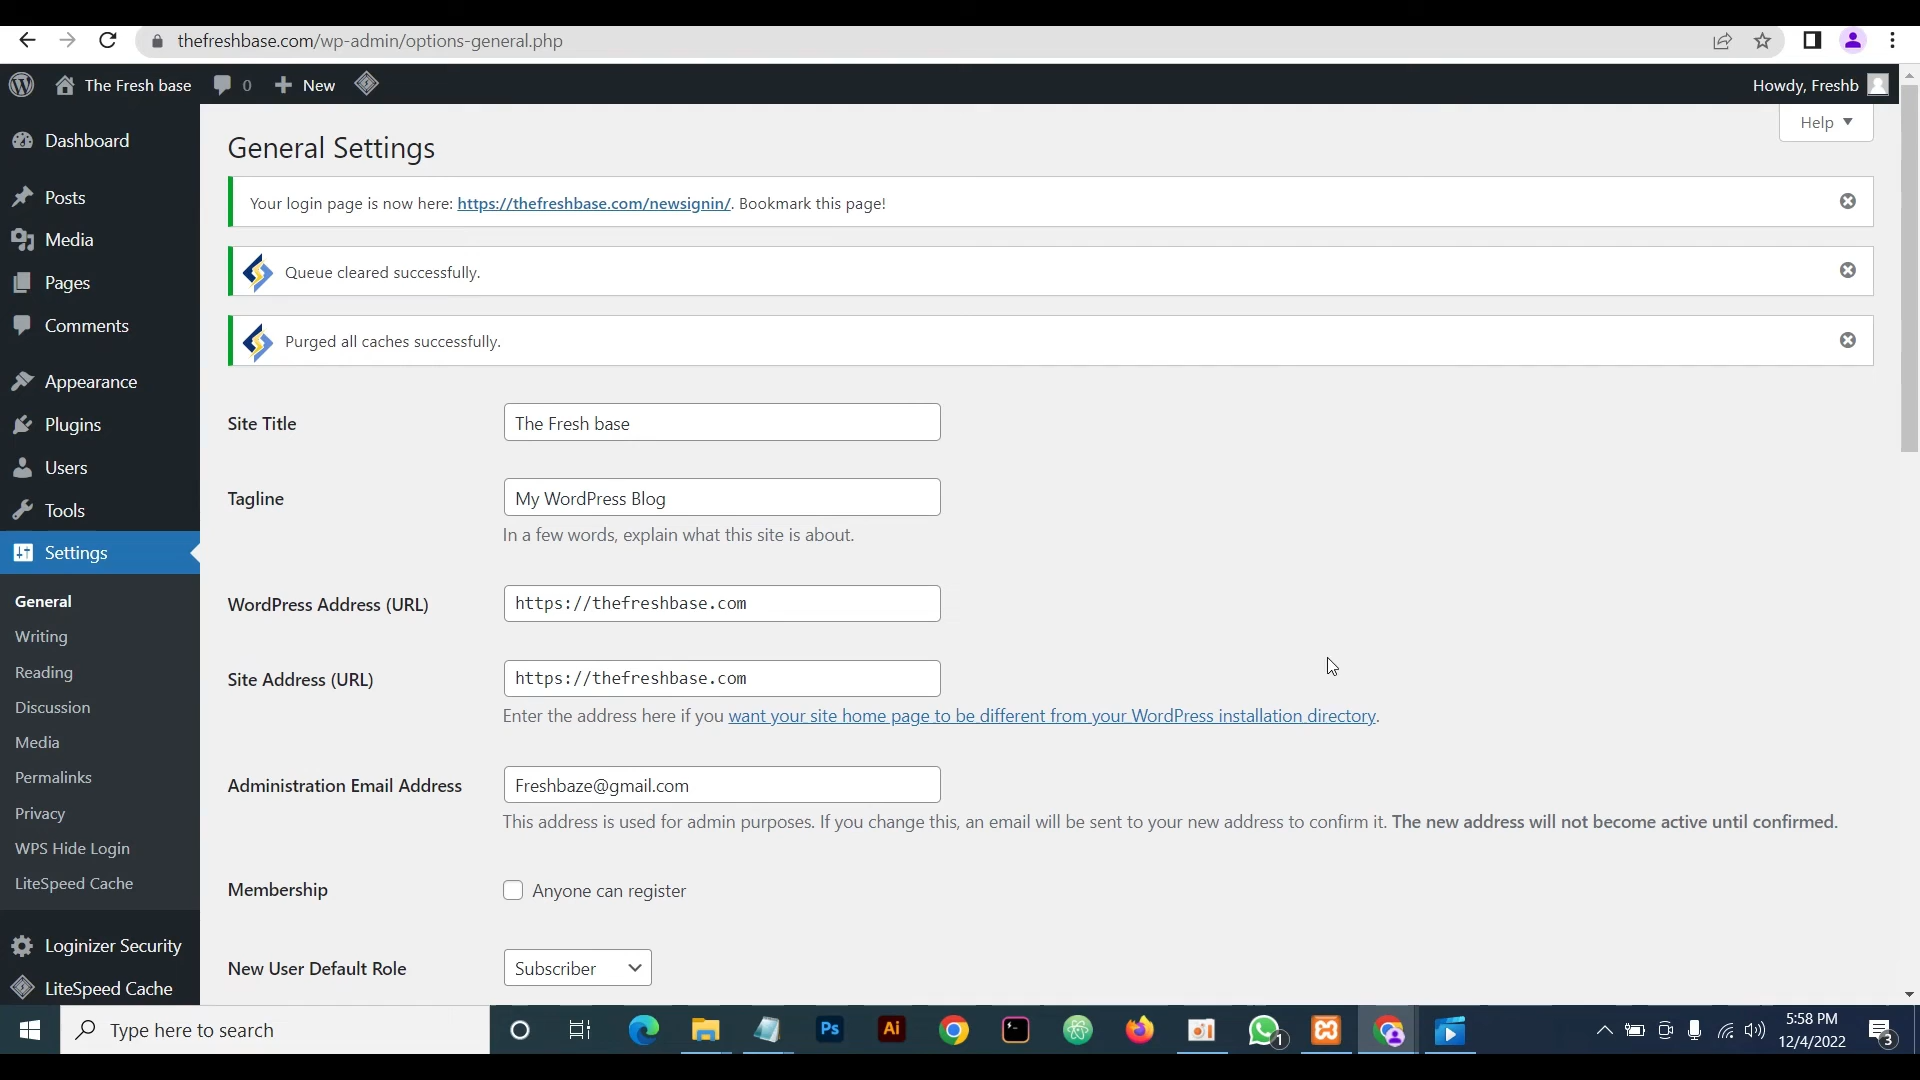 thefreshbase.com/wp-admin/options-general.php
The Fresh base
0
New
Howdy, Freshb
Dashboard
Posts
Media
Pages
Comments
Appearance
Plugins
Users
Tools
Settings
General
Writing
Reading
Discussion
Media
Permalinks
Privacy
WPS Hide Login
LiteSpeed Cache
Loginizer Security
LiteSpeed Cache
Help
General Settings
Your login page is now here: https://thefreshbase.com/newsignin/. Bookmark this page!
Queue cleared successfully.
Purged all caches successfully.
Site Title
The Fresh base
Tagline
My WordPress Blog
In a few words, explain what this site is about.
WordPress Address (URL)
https://thefreshbase.com
Site Address (URL)
https://thefreshbase.com
Enter the address here if you want your site home page to be different from your WordPress installation directory.
Administration Email Address
Freshbaze@gmail.com
This address is used for admin purposes. If you change this, an email will be sent to your new address to confirm it. The new address will not become active until confirmed.
Membership
Anyone can register
New User Default Role
Subscriber
Type here to search
Ps
Ai
1
5:58 PM
12/4/2022
3